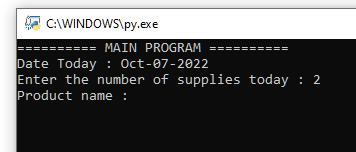 C:\WINDOWS\py.exe
========== MAIN PROGRAM ==========
Date Today : Oct-07-2022
Enter the number of supplies today : 2
Product name :